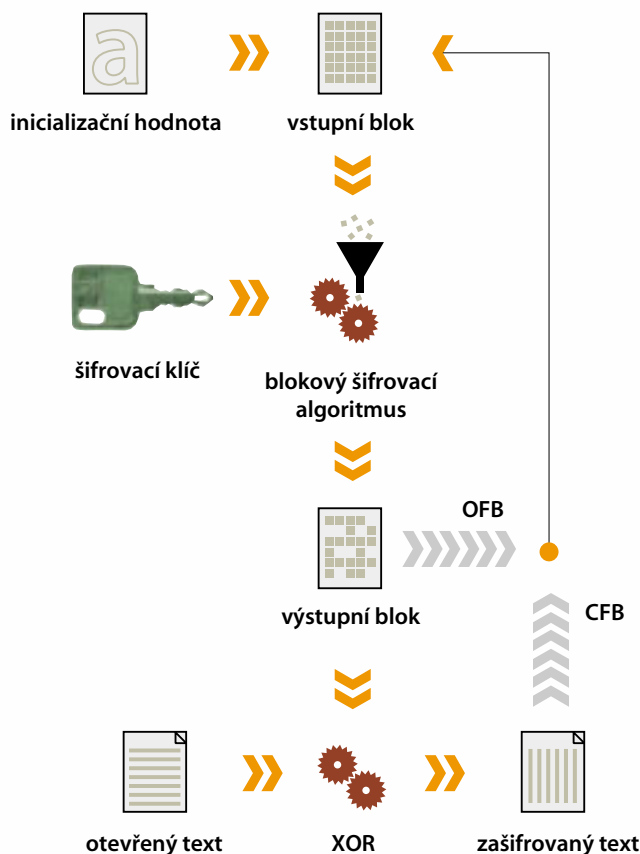 a
inicializační hodnota
vstupní blok
šifrovací klíč
blokový šifrovací
algoritmus
OFB
výstupní blok
CFB
otevřený text
XOR
zašifrovaný text